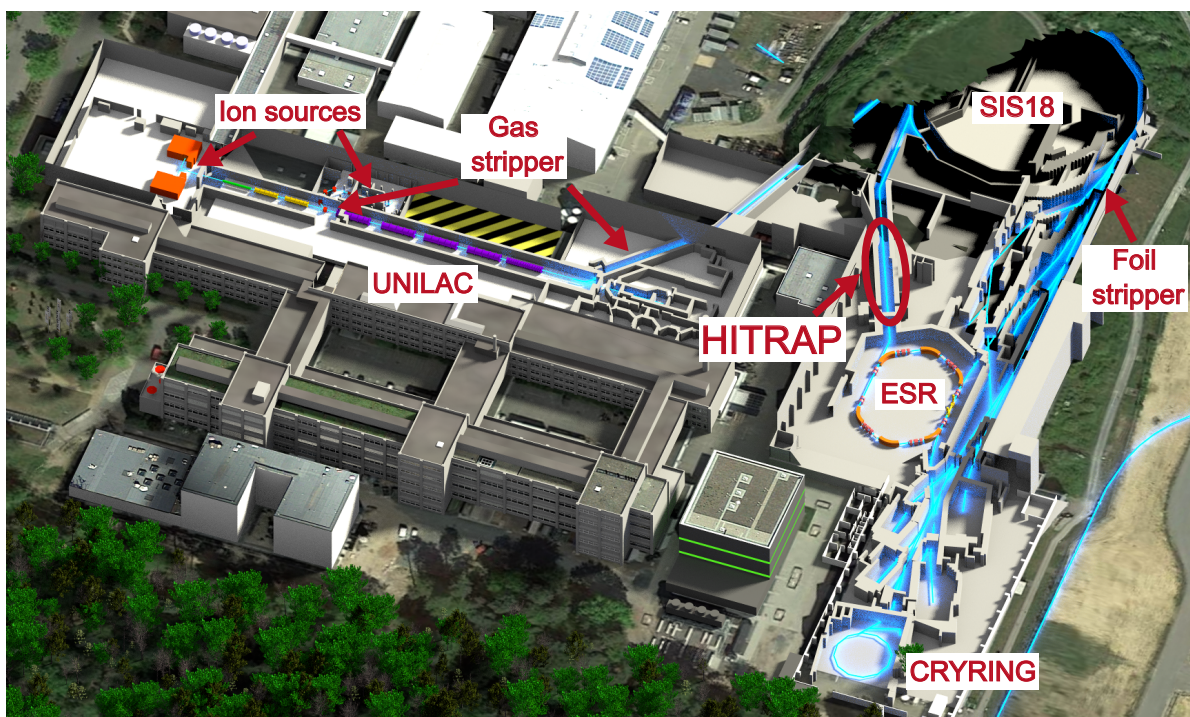 Ion sources
Gas
stripper
SIS18
UNILAC
Foil
stripper
HITRAP
ESR
CRYRING